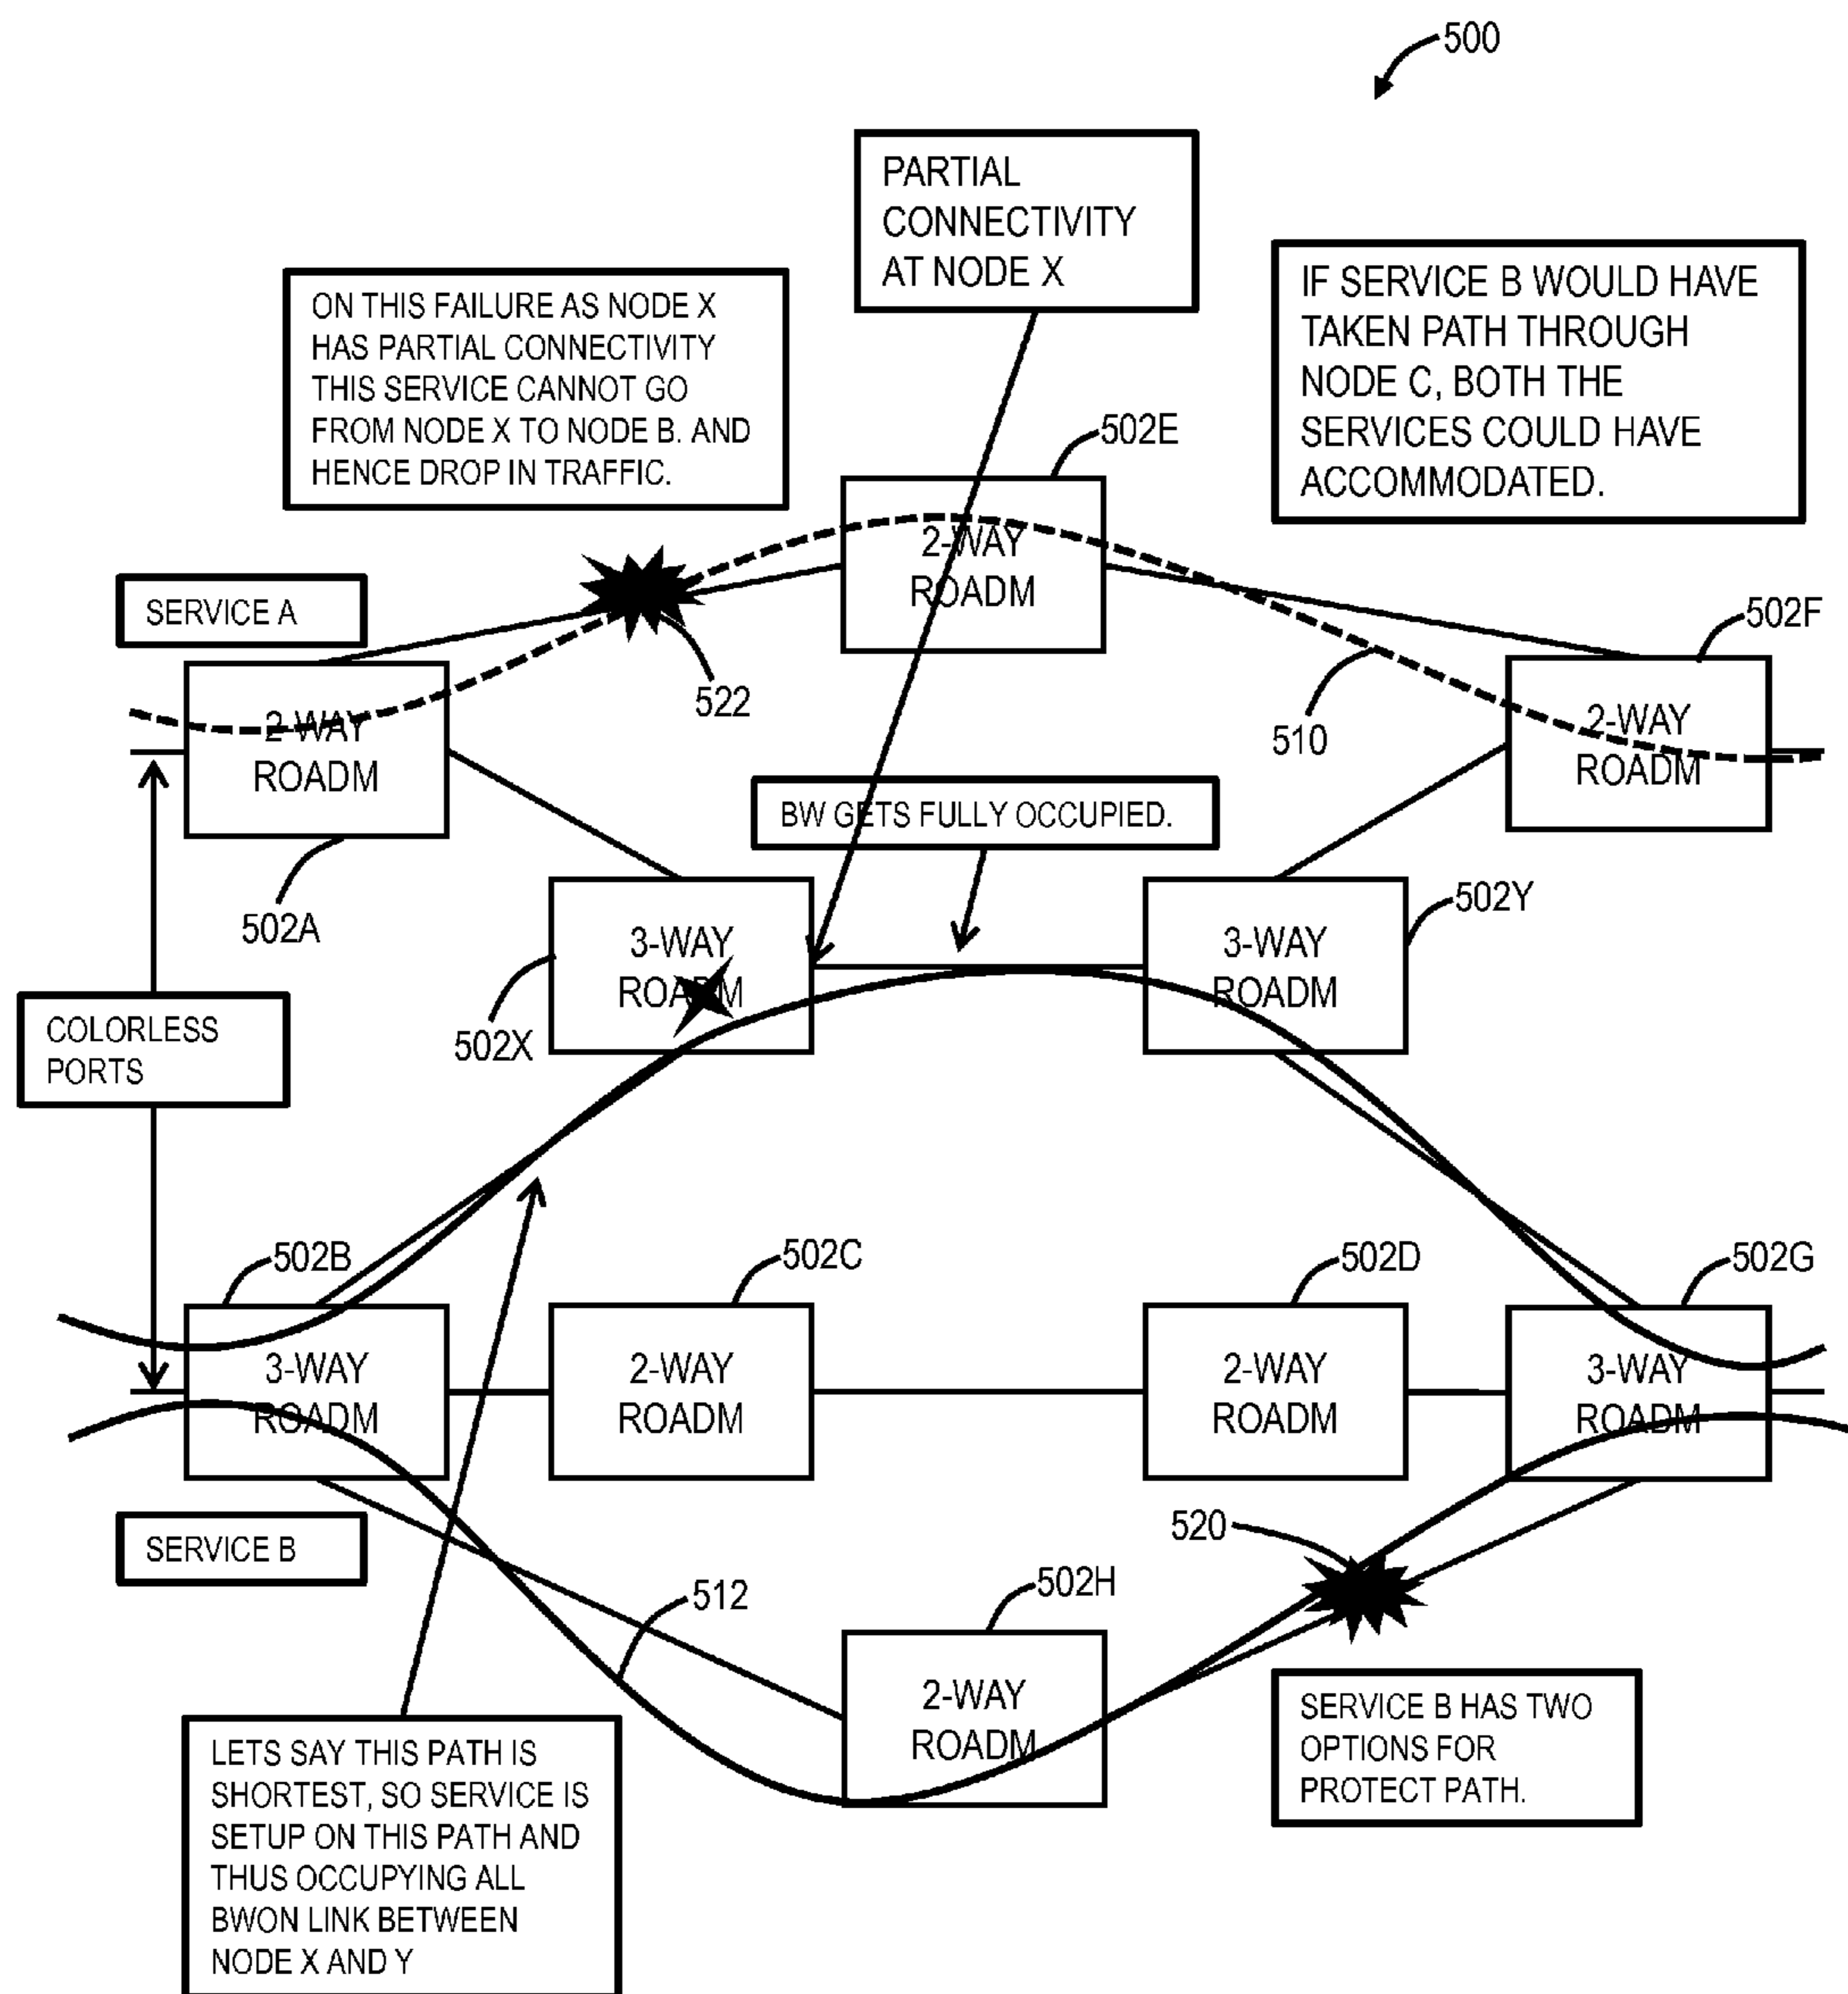 500
PARTIAL
CONNECTIVITY
AT NODE X
IF SERVICE B WOULD HAVE
TAKEN PATH THROUGH
NODE C, BOTH THE
SERVICES COULD HAVE
ACCOMMODATED.
ON THIS FAILURE AS NODE X
HAS PARTIAL CONNECTIVITY
THIS SERVICE CANNOT GO
FROM NODE X TO NODE B. AND
HENCE DROP IN TRAFFIC.
502E
2-WAY
ROADM
SERVICE A
522
502F
2-WAY
ROADM
510
2-WAY
ROADM
502A
BW GETS FULLY OCCUPIED.
3-WAY
ROADM
502X
3-WAY
ROADM
502Y
COLORLESS
PORTS
502B
502C
502D
502G
3-WAY
ROADM
2-WAY
ROADM
2-WAY
ROADM
3-WAY
ROADM
SERVICE B
520
512
502H
2-WAY
ROADM
SERVICE B HAS TWO
OPTIONS FOR
PROTECT PATH.
LETS SAY THIS PATH IS
SHORTEST, SO SERVICE IS
SETUP ON THIS PATH AND
THUS OCCUPYING ALL
BWON LINK BETWEEN
NODE X AND Y